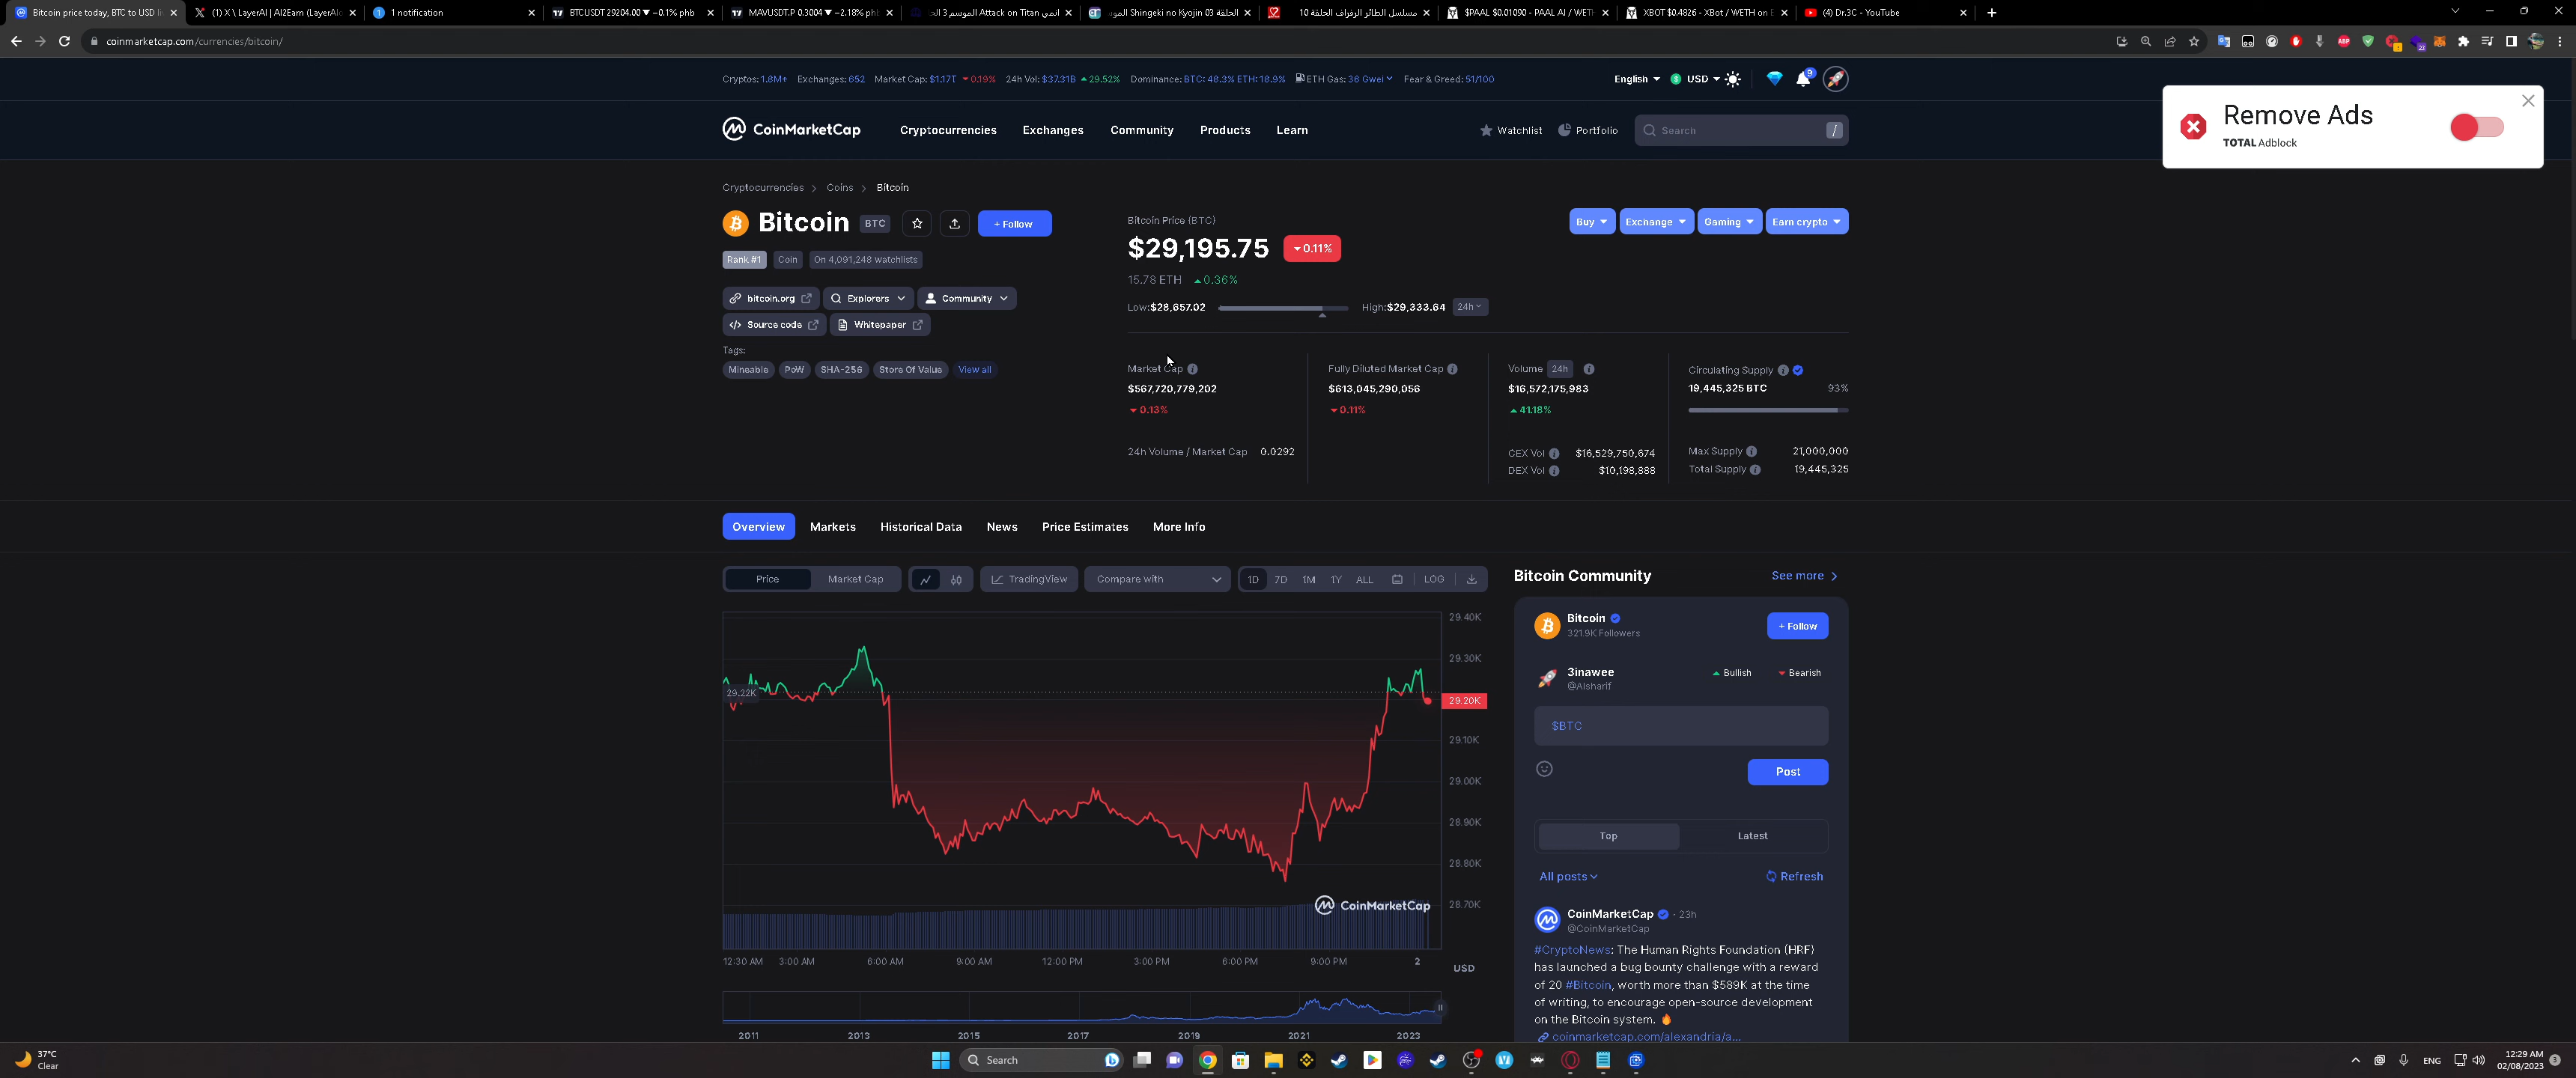 Bitcoin price today, BTC to USD li
(1) X \ LayerAI | AI2Earn (LayerAIc
1 notification
BTCUSDT 29204.00 ▼ −0.1% phb
MAVUSDT.P 0.3004 ▼ −2.18% phb
انمي Attack on Titan الموسم 3 الحا
الحلقة 03 Shingeki no Kyojin المو
مسلسل الطائر الرفراف الحلقة 10
$PAAL $0.01090 - PAAL AI / WETH
XBOT $0.4826 - XBot / WETH on E
(4) Dr.3C - YouTube
coinmarketcap.com/currencies/bitcoin/
Cryptos: 1.8M+ Exchanges: 652 Market Cap: $1.17T 0.19% 24h Vol: $37.31B 29.52% Dominance: BTC: 48.3% ETH: 18.9% ETH Gas: 36 Gwei Fear & Greed: 51/100
English USD 9
Remove Ads
TOTAL Adblock
CoinMarketCap Cryptocurrencies Exchanges Community Products Learn Watchlist Portfolio Search /
Cryptocurrencies > Coins > Bitcoin
Bitcoin BTC + Follow
Rank #1 Coin On 4,091,248 watchlists
bitcoin.org Explorers Community
Source code Whitepaper
Tags:
Mineable PoW SHA-256 Store Of Value View all
Bitcoin Price (BTC)
$29,195.75 0.11%
15.78 ETH 0.36%
Low:$28,657.02 High:$29,333.64 24h
Buy Exchange Gaming Earn crypto
Market Cap
$567,720,779,202
0.13%
24h Volume / Market Cap 0.0292
Fully Diluted Market Cap
$613,045,290,056
0.11%
Volume 24h
$16,572,175,983
41.18%
CEX Vol $16,529,750,674
DEX Vol $10,198,888
Circulating Supply
19,445,325 BTC 93%
Max Supply 21,000,000
Total Supply 19,445,325
Overview Markets Historical Data News Price Estimates More Info
Price Market Cap TradingView Compare with 1D 7D 1M 1Y ALL LOG
29.40K
29.30K
29.22K
29.20K
29.10K
29.00K
28.90K
28.80K
28.70K
CoinMarketCap
12:30 AM 3:00 AM 6:00 AM 9:00 AM 12:00 PM 3:00 PM 6:00 PM 9:00 PM 2
USD
2011 2013 2015 2017 2019 2021 2023
Bitcoin Community See more
Bitcoin
321.9K Followers
+ Follow
3inawee
@Alsharif
Bullish Bearish
$BTC
Post
Top Latest
All posts Refresh
CoinMarketCap · 23h
@CoinMarketCap
#CryptoNews: The Human Rights Foundation (HRF)
has launched a bug bounty challenge with a reward
of 20 #Bitcoin, worth more than $589K at the time
of writing, to encourage open-source development
on the Bitcoin system. 🔥
coinmarketcap.com/alexandria/a...
37°C
Clear
Search
ENG
12:29 AM
02/08/2023
3